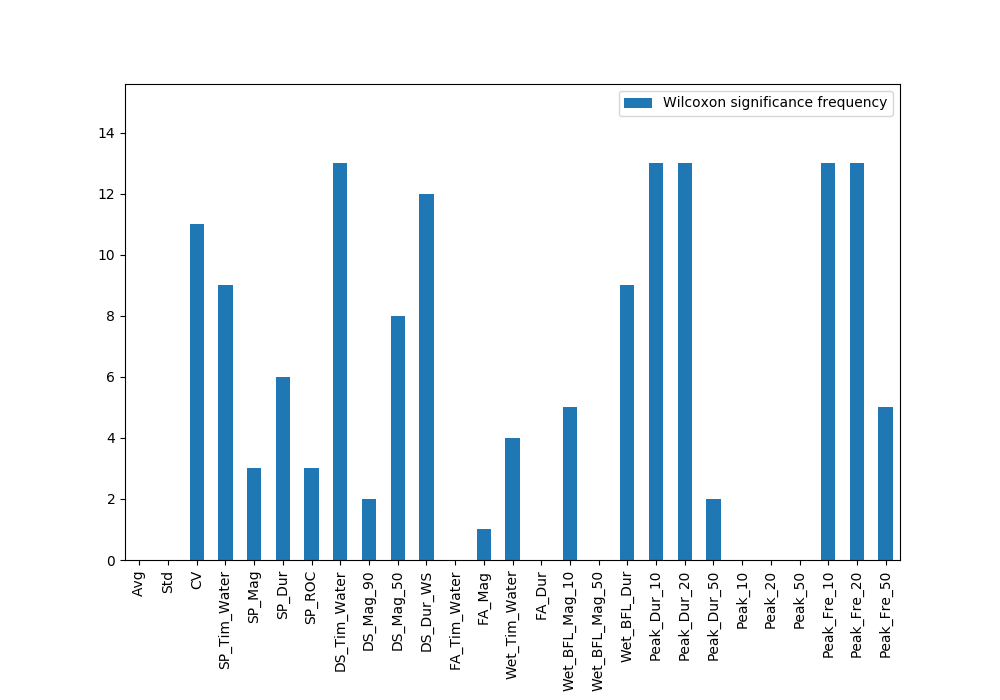 Wilcoxon significance frequency
14
12
10
8
6
4
2
0
Avg
Std
CV
SP_Tim_Water
SP_Mag
SP_Dur
SP_ROC
DS_Tim_Water
DS_Mag_90
DS_Mag_50
DS_Dur_WS
FA_Tim_Water
FA_Mag
Wet_Tim_Water
FA_Dur
Wet_BFL_Mag_10
Wet_BFL_Mag_50
Wet_BFL_Dur
Peak_Dur_10
Peak_Dur_20
Peak_Dur_50
Peak_10
Peak_20
Peak_50
Peak_Fre_10
Peak_Fre_20
Peak_Fre_50